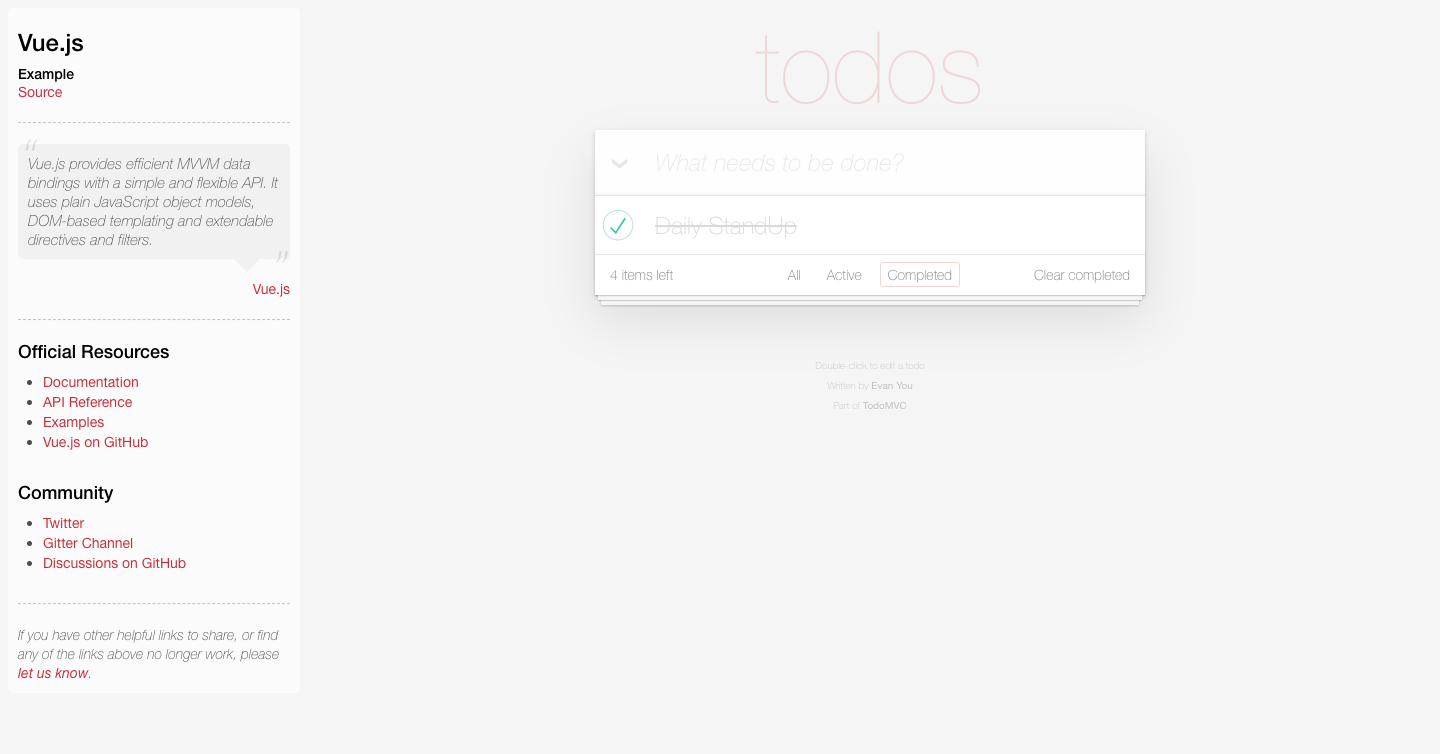 Vue.js
Example
Source
“
Vue.js provides efficient MVVM data
bindings with a simple and flexible API. It
uses plain JavaScript object models,
DOM-based templating and extendable
directives and filters.
”
Vue.js
Official Resources
Documentation
API Reference
Examples
Vue.js on GitHub
Community
Twitter
Gitter Channel
Discussions on GitHub
If you have other helpful links to share, or find
any of the links above no longer work, please
let us know.
todos
What needs to be done?
Daily StandUp
4 items left All Active Completed Clear completed
Double-click to edit a todo
Written by Evan You
Part of TodoMVC